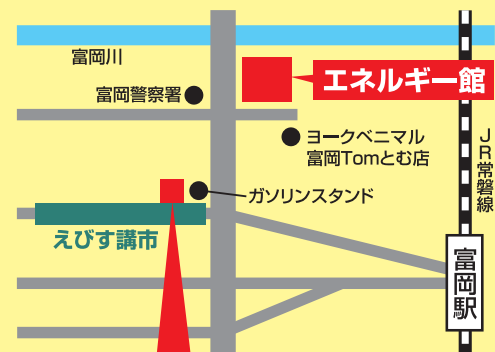 富岡川
エネルギー館
富岡警察署
ヨークベニマル
富岡Tomとむ店
JR常磐線
ガソリンスタンド
えびす講市
富岡駅